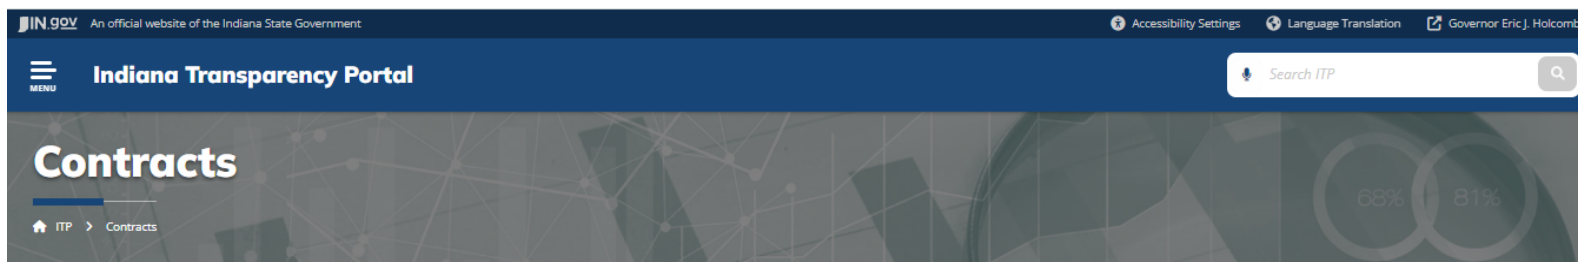 IN.gov An official website of the Indiana State Government Accessibility Settings Language Translation Governor Eric J. Holcomb
MENU Indiana Transparency Portal Search ITP
Contracts
68% 81%
ITP > Contracts